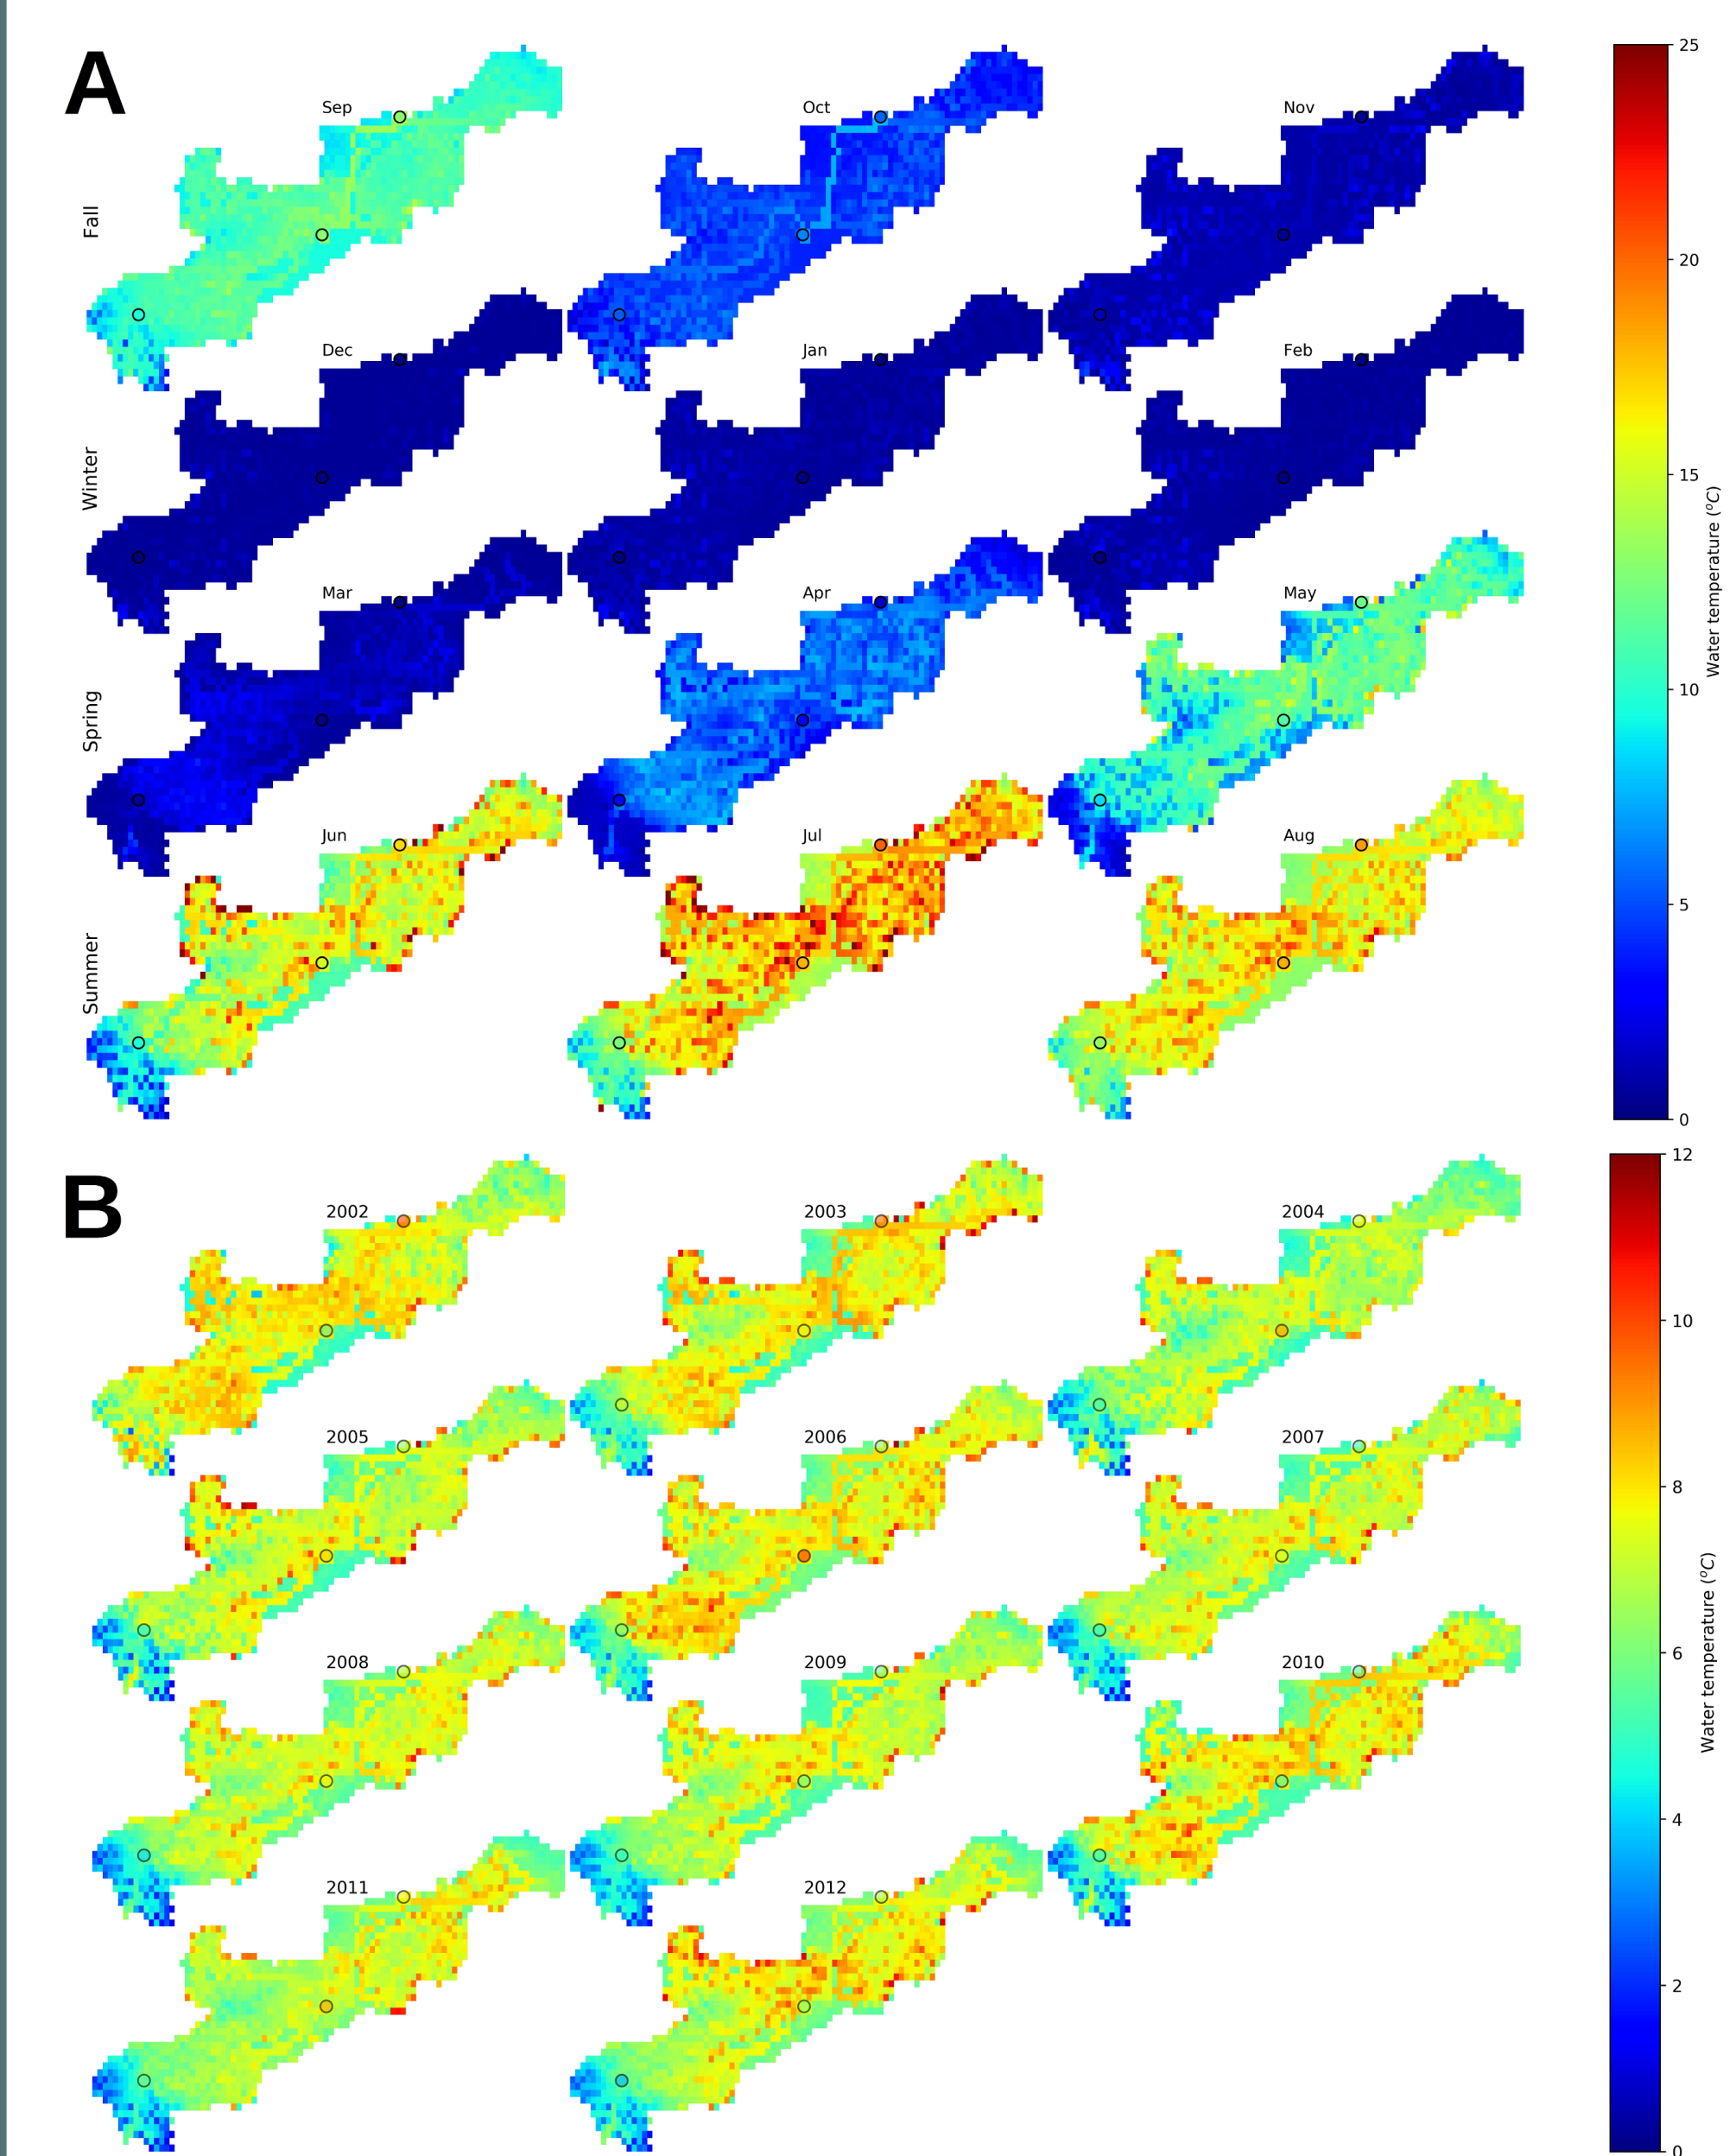 A
Sep
Oct
Nov
Fall
Dec
Jan
Feb
Winter
Mar
Apr
May
Spring
Jun
Jul
Aug
Summer
25
20
15
10
5
0
Water temperature (°C)
B
2002
2003
2004
2005
2006
2007
2008
2009
2010
2011
2012
12
10
8
6
4
2
0
Water temperature (°C)